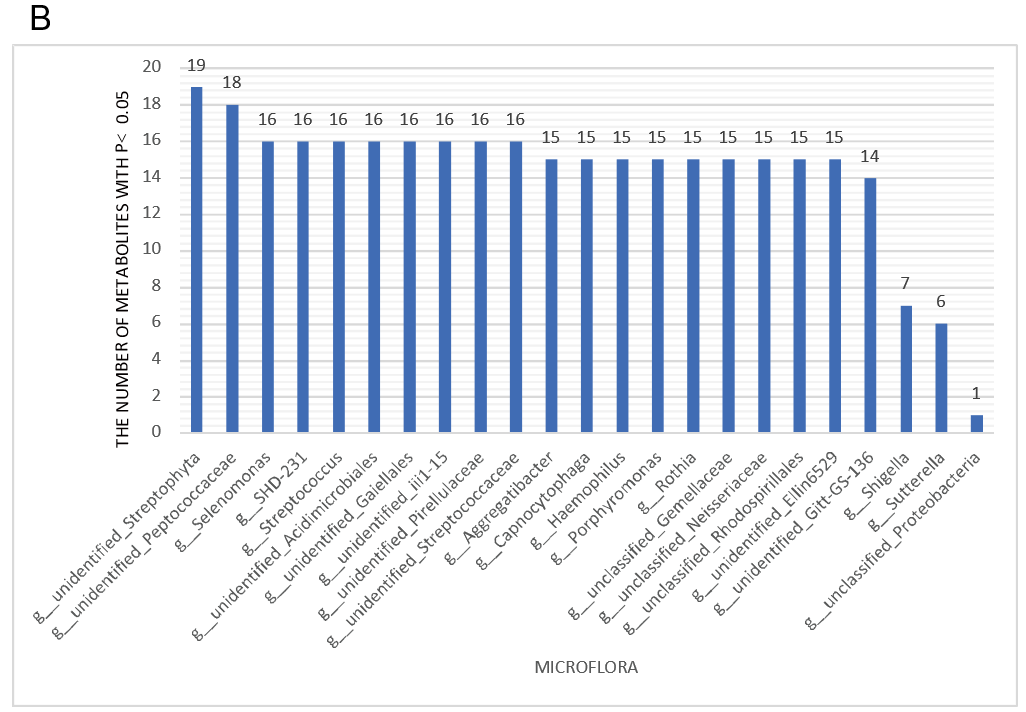 B
THE NUMBER OF METABOLITES WITH P< 0.05
20
18
16
14
12
10
8
6
4
2
0
19
18
16
16
16
16
16
16
16
16
15
15
15
15
15
15
15
15
15
14
7
6
1
g__unidentified_Streptophyta
g__unidentified_Peptococcaceae
g__Selenomonas
g__SHD-231
g__Streptococcus
g__unidentified_Acidimicrobiales
g__unidentified_Gaiellales
g__unidentified_iii1-15
g__unidentified_Pirellulaceae
g__unidentified_Streptococcaceae
g__Aggregatibacter
g__Capnocytophaga
g__Haemophilus
g__Porphyromonas
g__Rothia
g__unclassified_Gemellaceae
g__unclassified_Neisseriaceae
g__unclassified_Rhodospirillales
g__unidentified_Ellin6529
g__unidentified_Gitt-GS-136
g__Shigella
g__Sutterella
g__unclassified_Proteobacteria
MICROFLORA